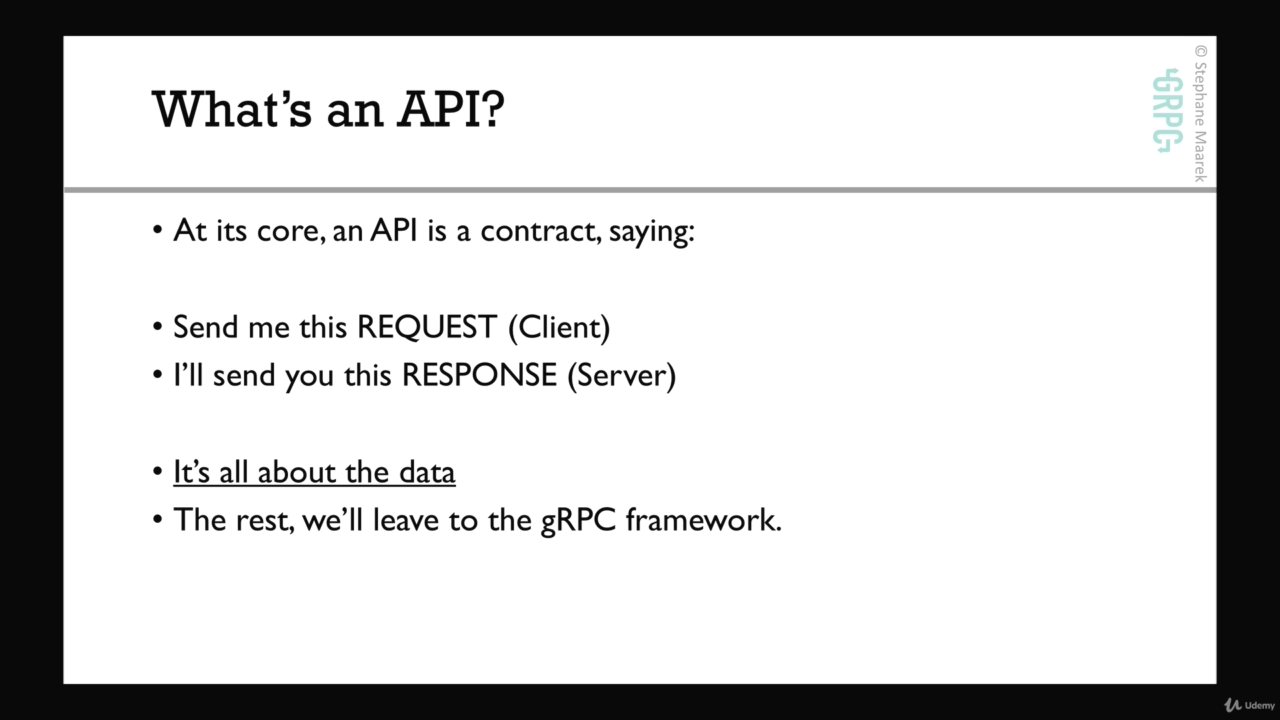 What's an API?
• At its core, an API is a contract, saying:
• Send me this REQUEST (Client)
• I'll send you this RESPONSE (Server)
• It's all about the data
• The rest, we'll leave to the gRPC framework.
© Stephane Maarek
GRPC
Udemy